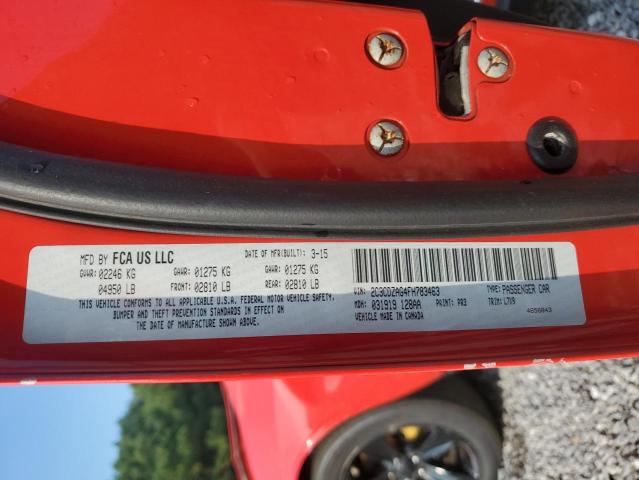 MFD BY FCA US LLC
DATE OF MFR(BUILT): 3-15
GVWR: 02246 KG GAWR: 01275 KG GAWR: 01275 KG
04950 LB FRONT: 02810 LB REAR: 02810 LB
THIS VEHICLE CONFORMS TO ALL APPLICABLE U.S.A. FEDERAL MOTOR VEHICLE SAFETY,
BUMPER AND THEFT PREVENTION STANDARDS IN EFFECT ON
THE DATE OF MANUFACTURE SHOWN ABOVE.
VIN: 2C3CDZAG4FH783463 TYPE: PASSENGER CAR
MDH: 031919 128AA PAINT: PR3 TRIM: L7X9
VEHICLE MADE IN CANADA 4656843